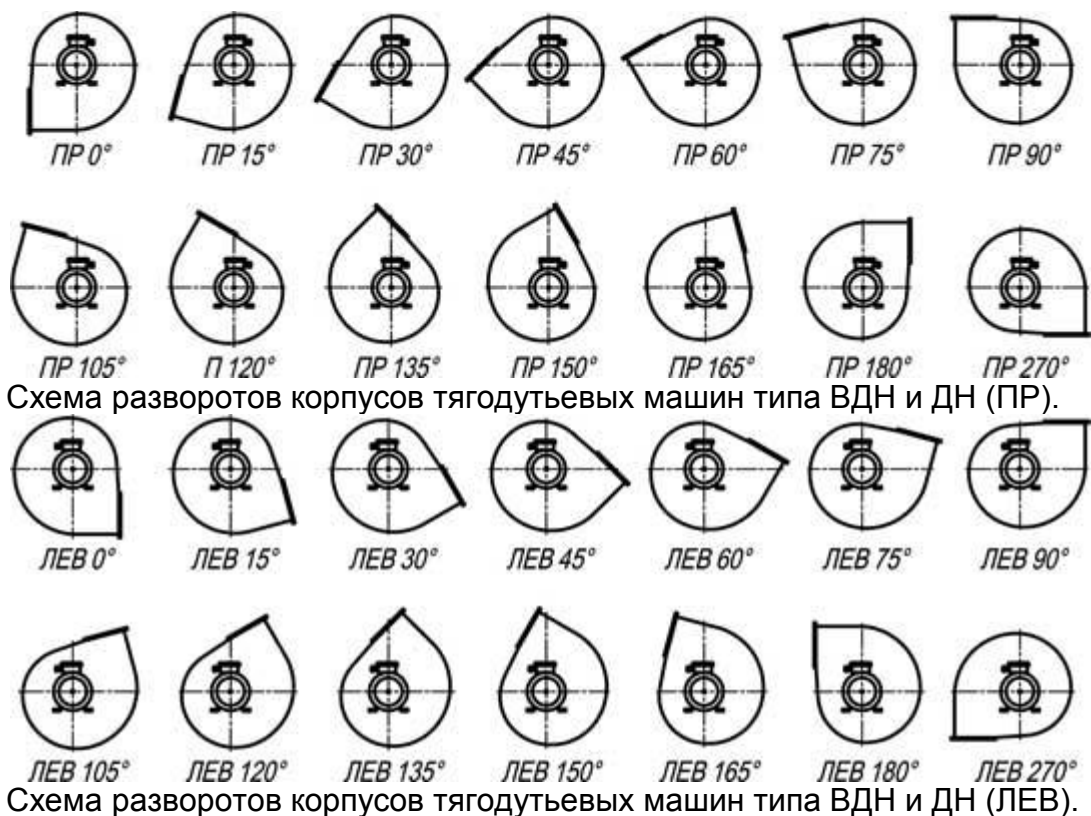 ПР 0° ПР 15° ПР 30° ПР 45° ПР 60° ПР 75° ПР 90°
ПР 105° П 120° ПР 135° ПР 150° ПР 165° ПР 180° ПР 270°
Схема разворотов корпусов тягодутьевых машин типа ВДН и ДН (ПР).
ЛЕВ 0° ЛЕВ 15° ЛЕВ 30° ЛЕВ 45° ЛЕВ 60° ЛЕВ 75° ЛЕВ 90°
ЛЕВ 105° ЛЕВ 120° ЛЕВ 135° ЛЕВ 150° ЛЕВ 165° ЛЕВ 180° ЛЕВ 270°
Схема разворотов корпусов тягодутьевых машин типа ВДН и ДН (ЛЕВ).